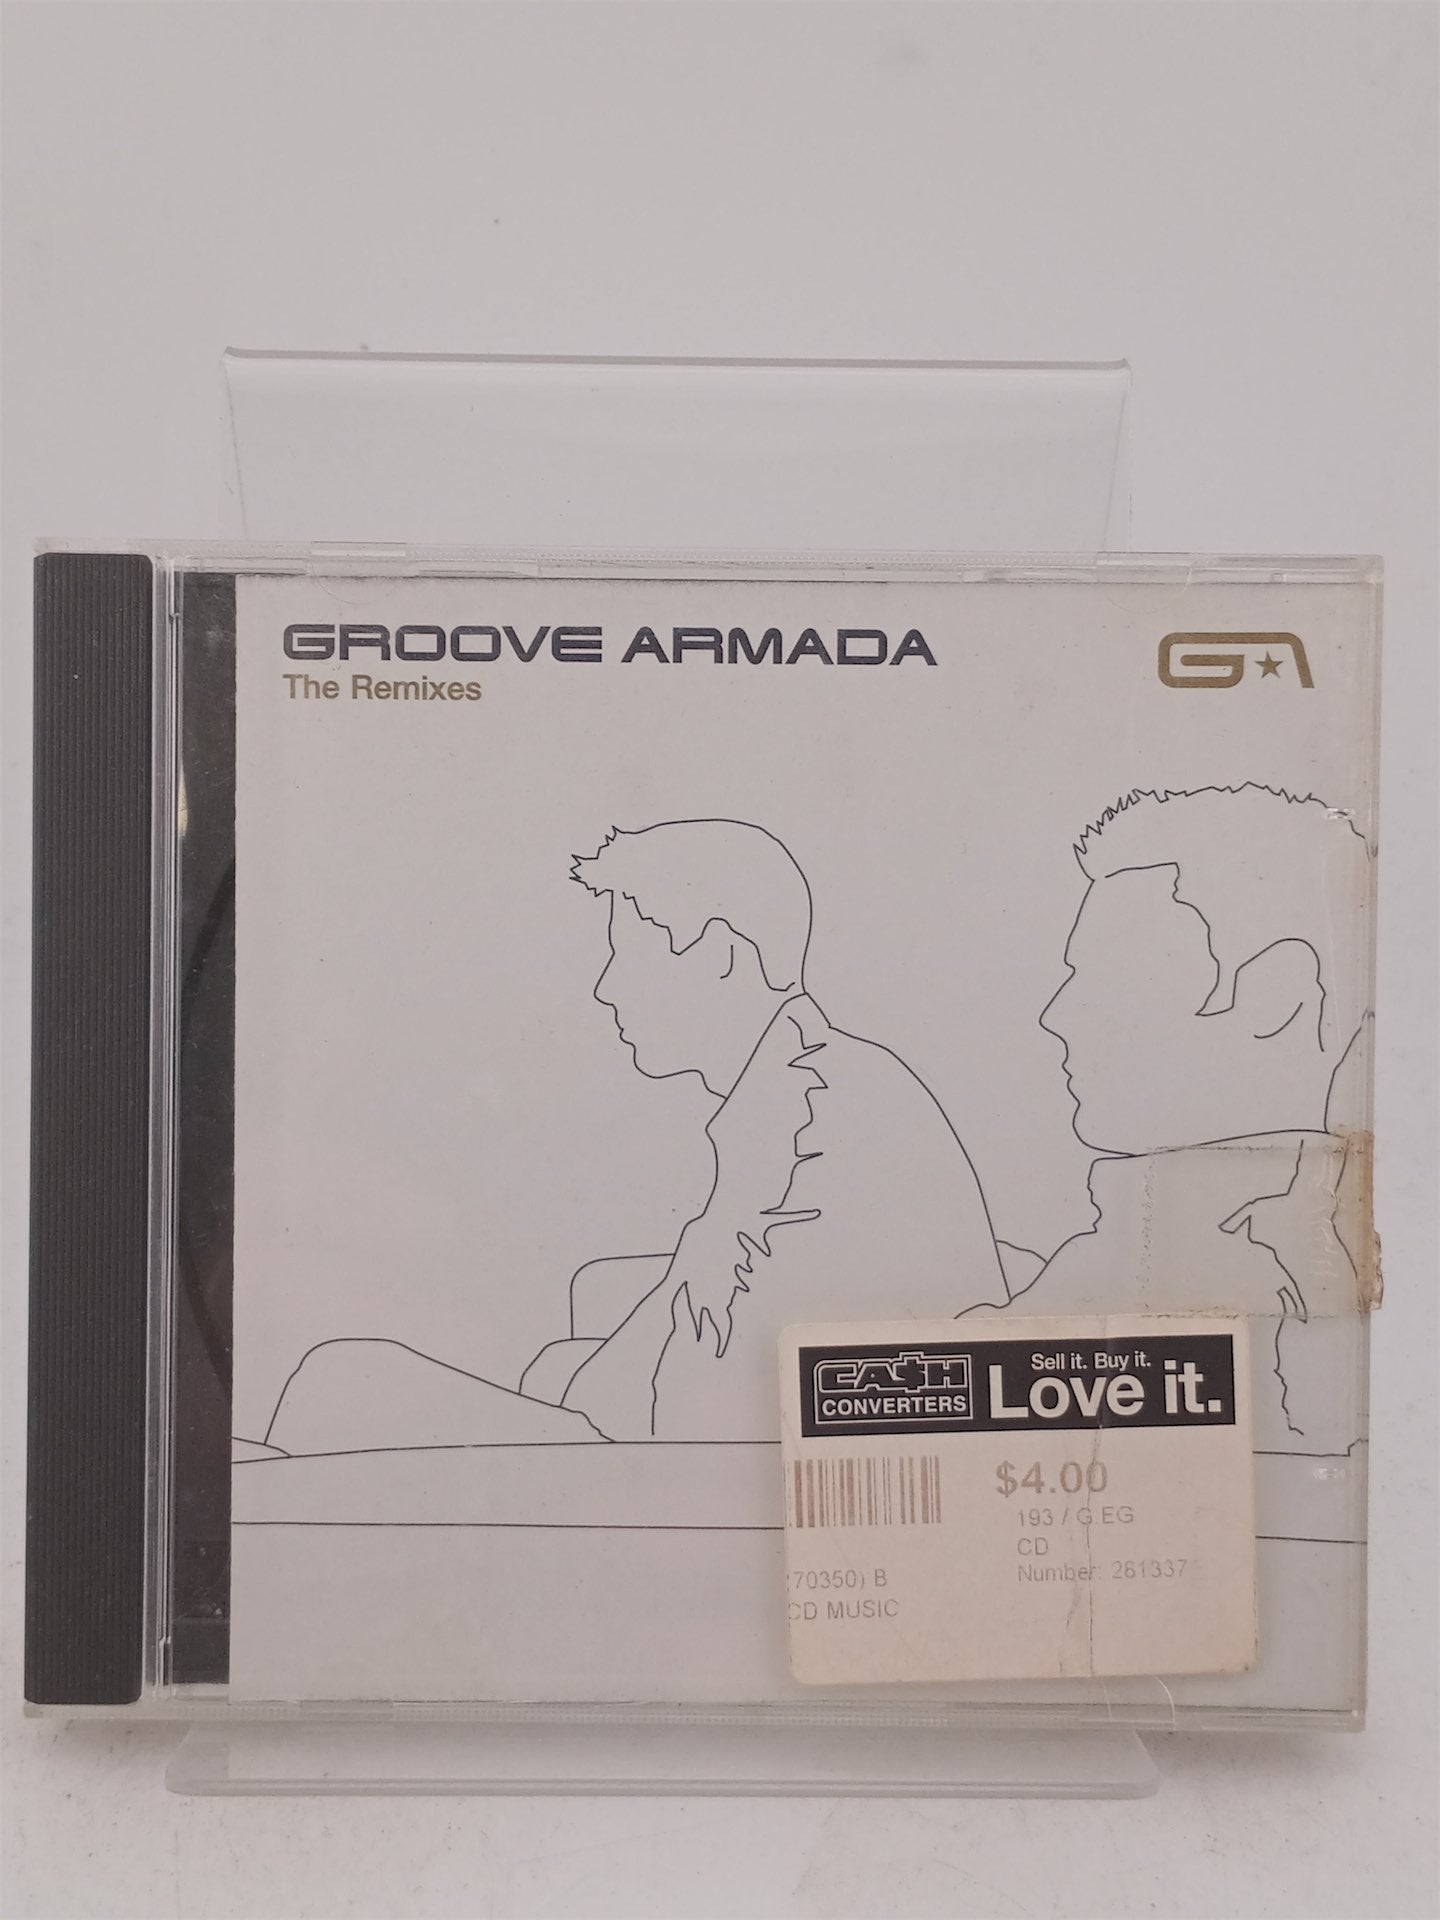 GROOVE ARMADA
The Remixes
GA
CA$H
CONVERTERS
Sell it. Buy it.
Love it.
$4.00
193 / G.EG
CD
Number: 261337
70350) B
CD MUSIC